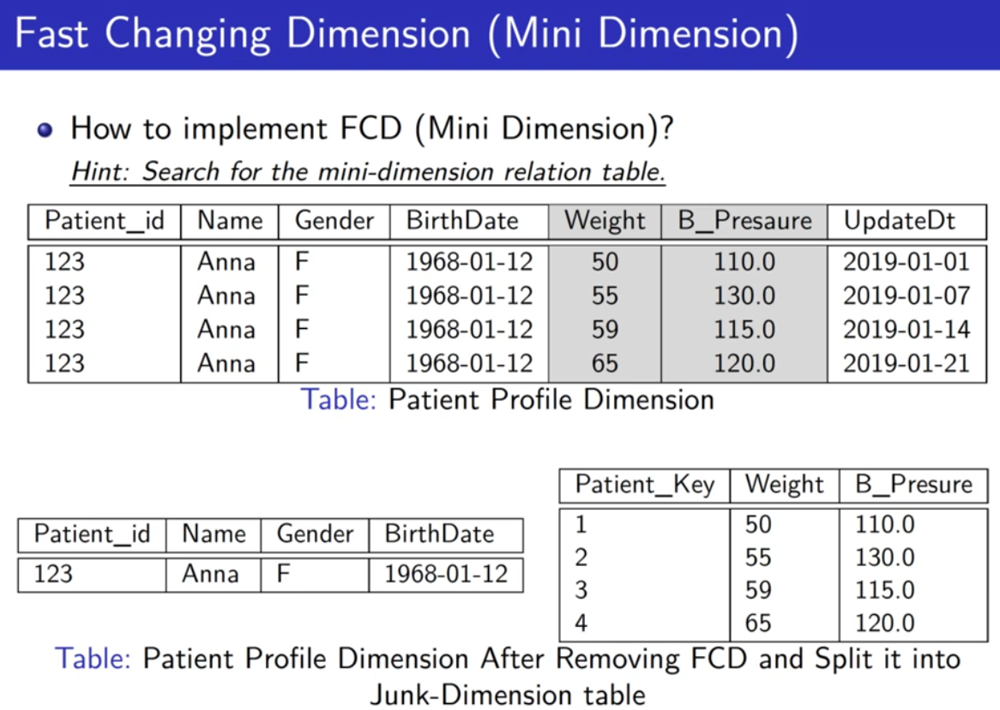 Fast Changing Dimension (Mini Dimension)
How to implement FCD (Mini Dimension)?
Hint: Search for the mini-dimension relation table.
Patient_id Name Gender BirthDate Weight B_Presaure UpdateDt
123 Anna F 1968-01-12 50 110.0 2019-01-01
123 Anna F 1968-01-12 55 130.0 2019-01-07
123 Anna F 1968-01-12 59 115.0 2019-01-14
123 Anna F 1968-01-12 65 120.0 2019-01-21
Table: Patient Profile Dimension
Patient_id Name Gender BirthDate
123 Anna F 1968-01-12
Patient_Key Weight B_Presure
1 50 110.0
2 55 130.0
3 59 115.0
4 65 120.0
Table: Patient Profile Dimension After Removing FCD and Split it into
Junk-Dimension table